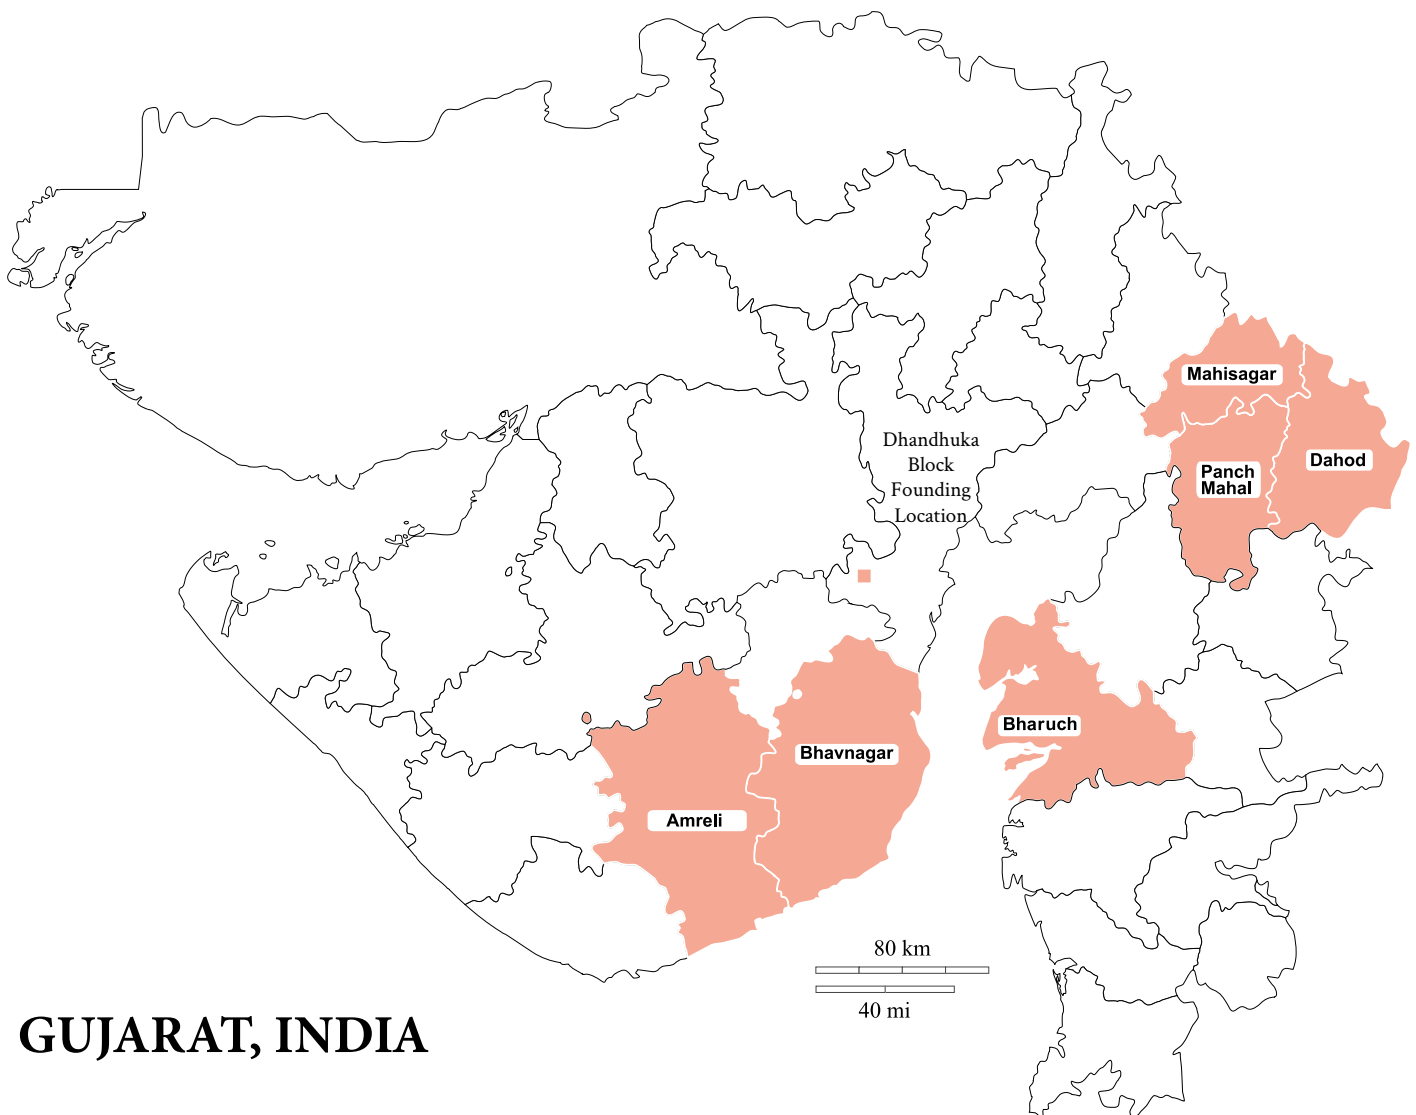 Mahisagar
Dhandhuka
Block
Founding
Location
Panch
Mahal
Dahod
Bharuch
Bhavnagar
Amreli
80 km
40 mi
GUJARAT, INDIA